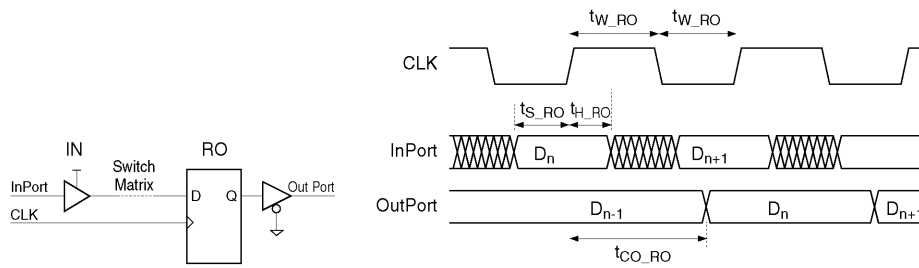 IN
Switch
Matrix
RO
InPort
CLK
D
Q
Out Port
tW_RO tW_RO
CLK
tS_RO tH_RO
InPort
Dn
Dn+1
OutPort
Dn-1
Dn
Dn+1
tCO_RO